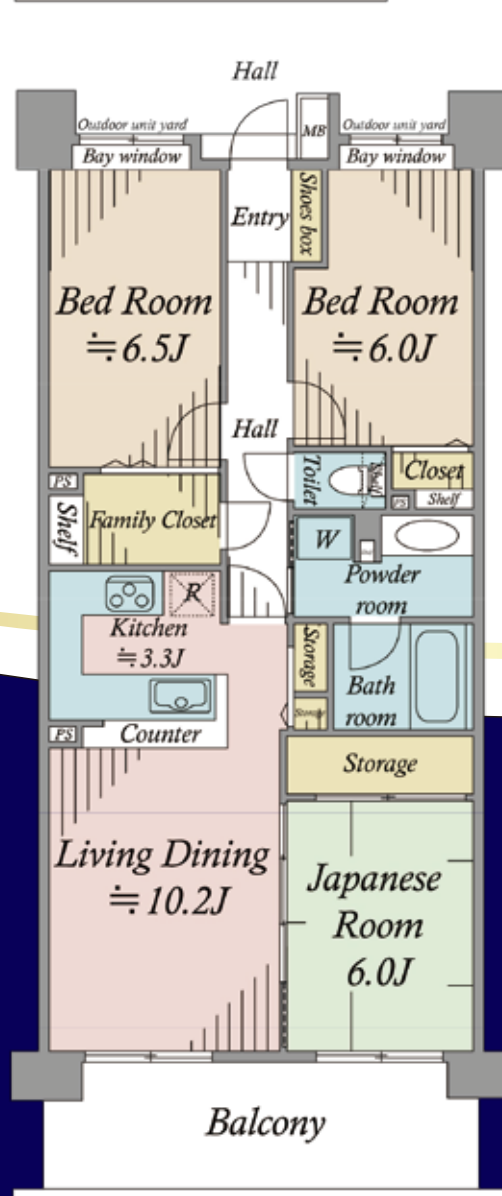 Hall
Outdoor unit yard
MB
Outdoor unit yard
Bay window
Bay window
Entry
Shoes box
Bed Room
≒6.5J
Bed Room
≒6.0J
Hall
Toilet
Shelf
Closet
PS
Shelf
PS
Shelf
Family Closet
W
Powder
room
R
Kitchen
≒3.3J
Storage
Bath
room
Storage
PS
Counter
Storage
Living Dining
≒10.2J
Japanese
Room
6.0J
Balcony